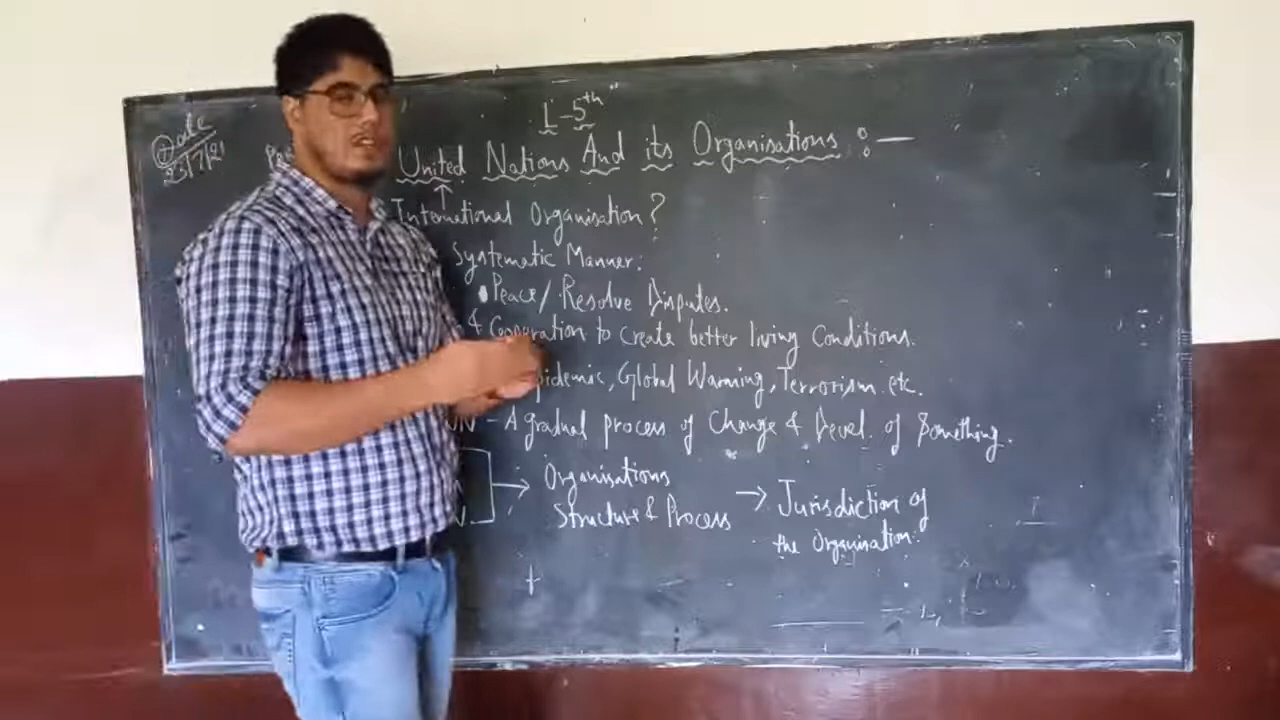 L-5th"
Date
23/7/21
United Nations And its Organisations :-
International Organisation?
Systematic Manner:
• Peace/ Resolve Disputes.
& Cooperation to create better living Conditions.
pidemic, Global Warming, Terrorism etc.
UN - A gradual process of Change & Devel. of Something.
→ Organisations
Structure & Process → Jurisdiction of
the Organisation.